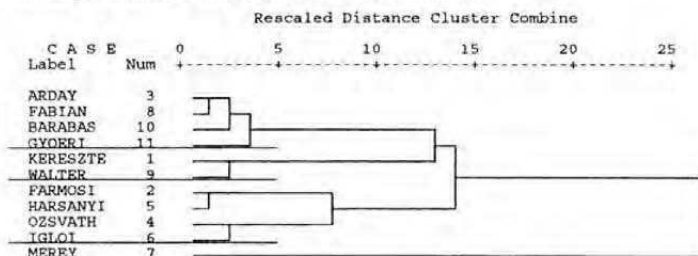 Rescaled Distance Cluster Combine
C A S E 0 5 10 15 20 25
Label Num
ARDAY 3
FABIAN 8
BARABAS 10
GYOERI 11
KERESZTE 1
WALTER 9
FARMOSI 2
HARSANYI 5
OZSVATH 4
IGLOI 6
MEREY 7